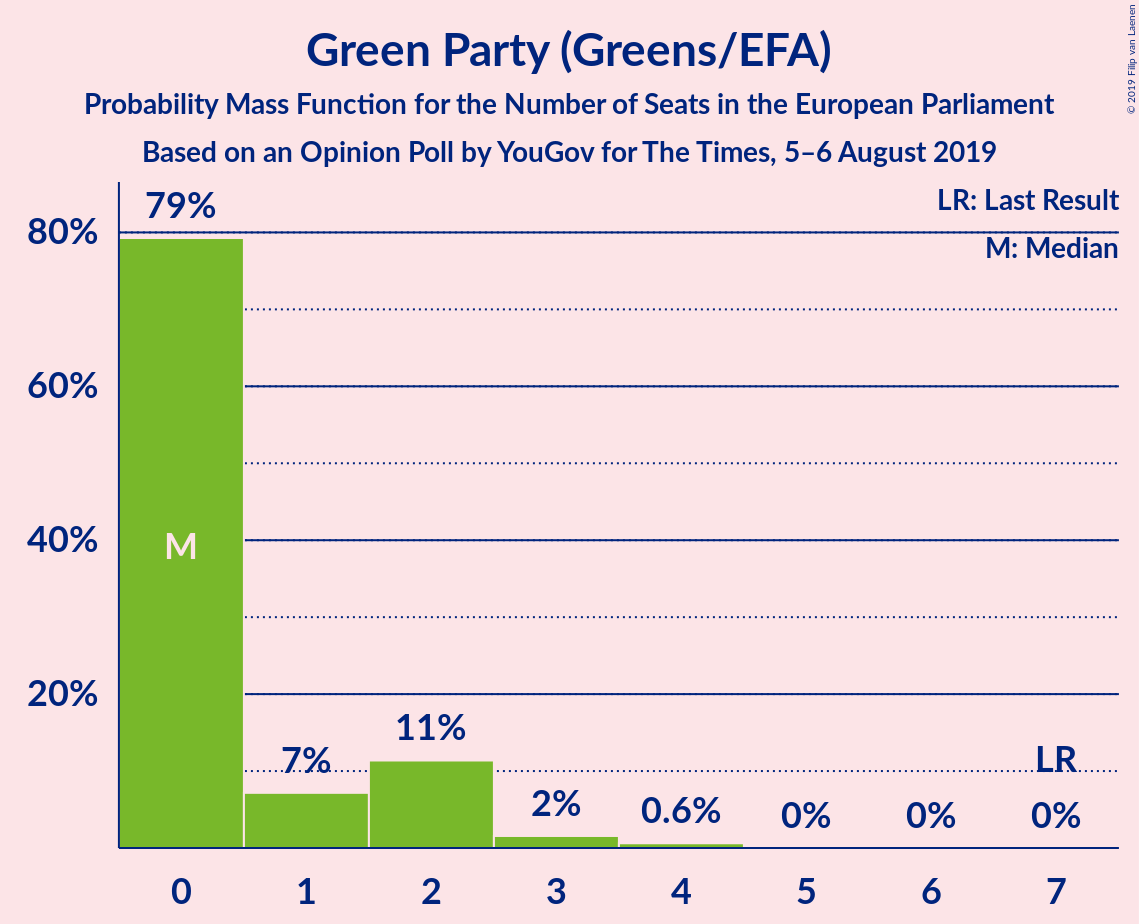 Green Party (Greens/EFA)
Probability Mass Function for the Number of Seats in the European Parliament
Based on an Opinion Poll by YouGov for The Times, 5–6 August 2019
© 2019 Filip van Laenen
LR: Last Result
M: Median
79%
80%
60%
40%
20%
M
7%
11%
2%
0.6%
0%
0%
LR
0%
0 1 2 3 4 5 6 7